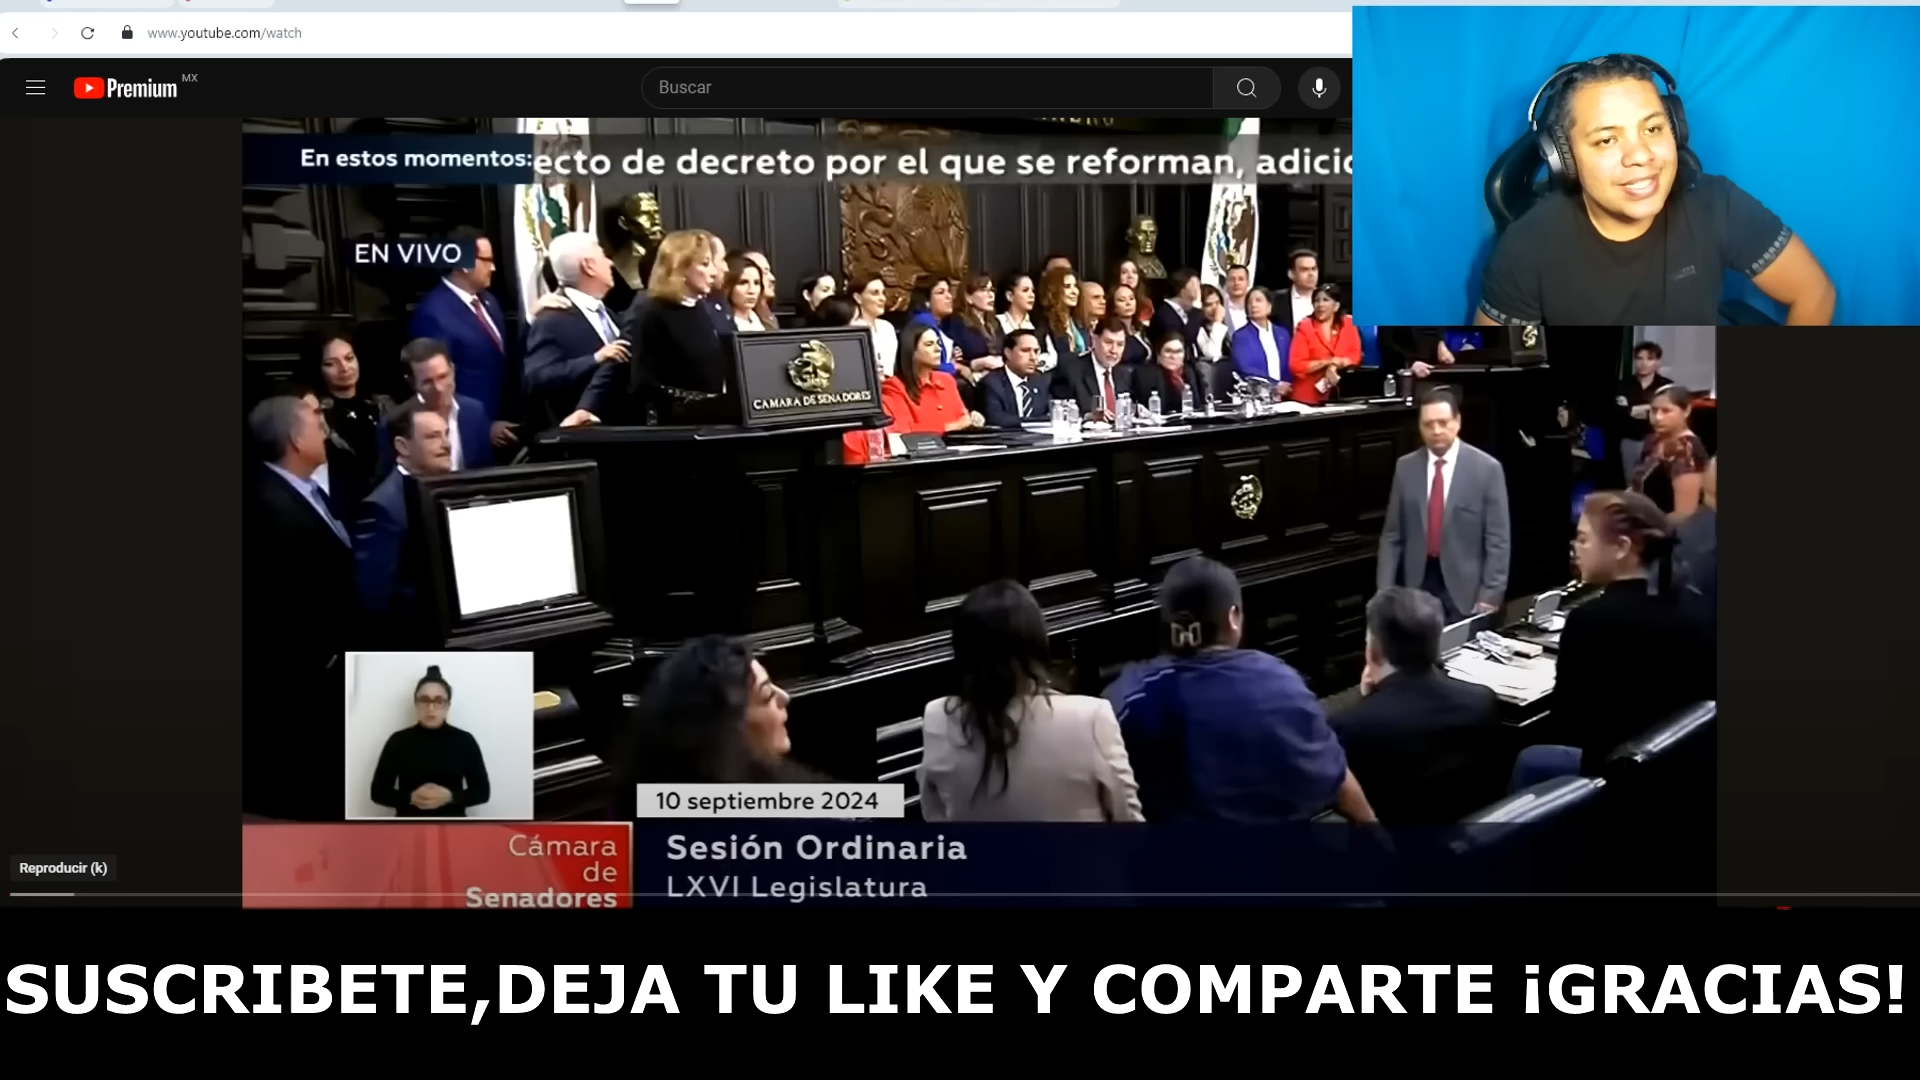 www.youtube.com/watch
Premium MX
Buscar
En estos momentos: ecto de decreto por el que se reforman, adicio
EN VIVO
CAMARA DE SENADORES
10 septiembre 2024
Cámara
de
Senadores
Sesión Ordinaria
LXVI Legislatura
Reproducir (k)
SUSCRIBETE,DEJA TU LIKE Y COMPARTE ¡GRACIAS!